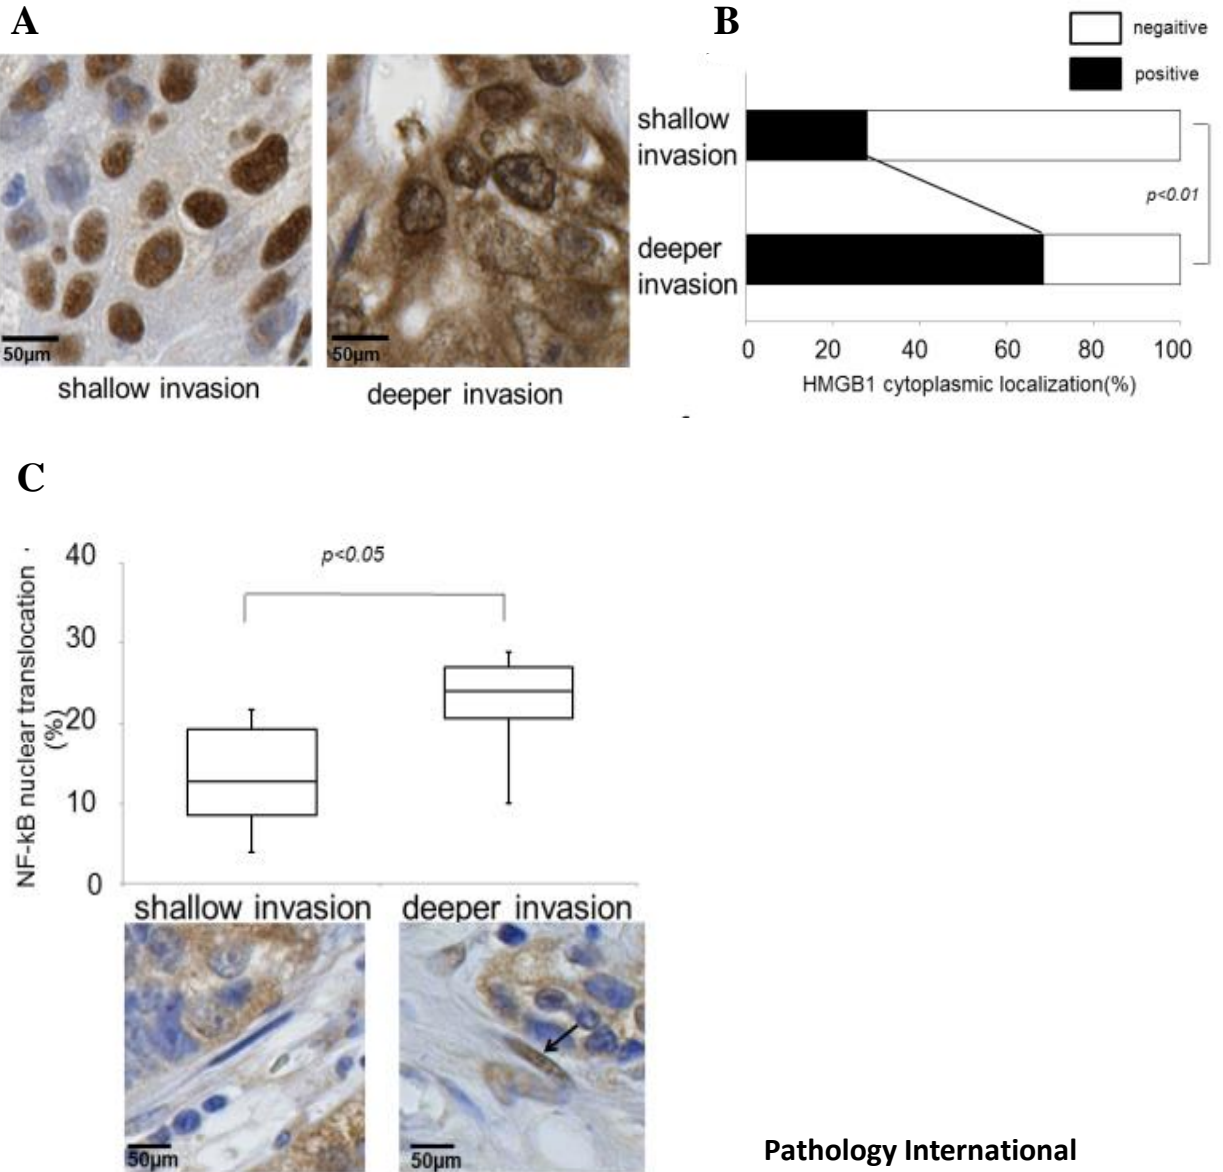 A
50µm
shallow invasion
50µm
deeper invasion
B
negaitive
positive
shallow
invasion
deeper
invasion
p<0.01
0 20 40 60 80 100
HMGB1 cytoplasmic localization(%)
C
NF-kB nuclear translocation
(%)
40
30
20
10
0
p<0.05
shallow invasion
deeper invasion
50µm
50µm
Pathology International